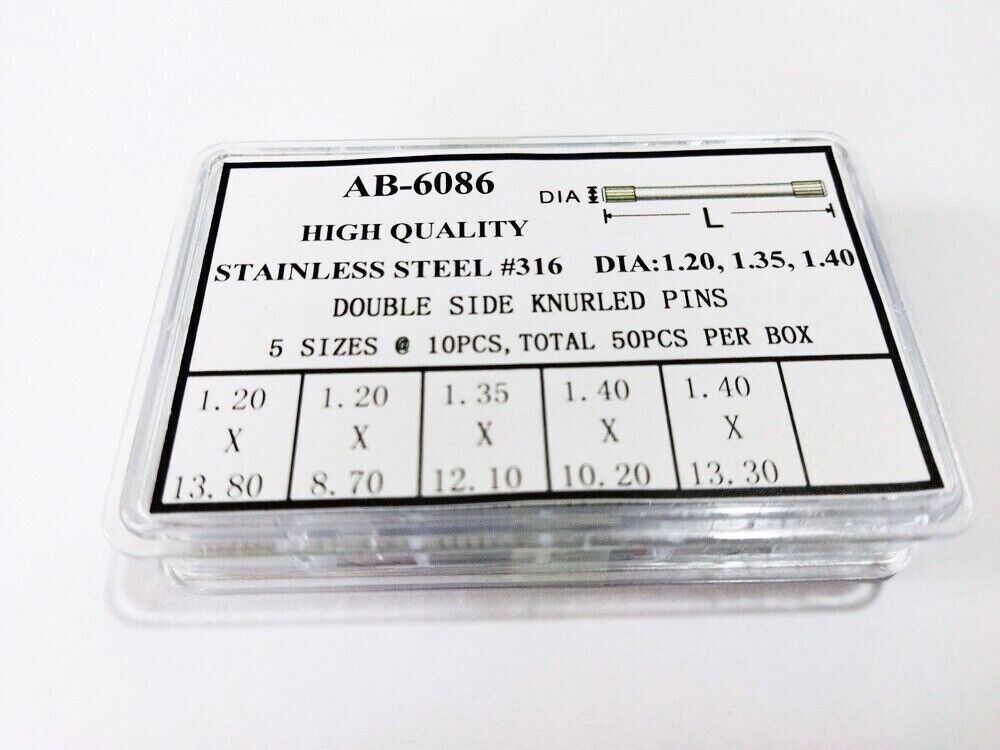 AB-6086
DIA
L
HIGH QUALITY
STAINLESS STEEL #316 DIA:1.20, 1.35, 1.40
DOUBLE SIDE KNURLED PINS
5 SIZES @ 10PCS, TOTAL 50PCS PER BOX
1.20 1.20 1.35 1.40 1.40
X X X X X
13.80 8.70 12.10 10.20 13.30